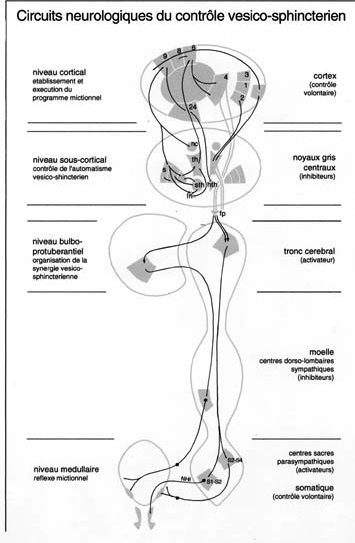 Circuits neurologiques du contrôle vesico-sphincterien
9 8 6
niveau cortical
etablissement et
execution du
programme mictionnel
4
3
1
2
24
cortex
(contrôle
volontaire)
niveau sous-cortical
contrôle de l'automatisme
vesico-shincterien
nc
th
s
sth
hth
noyaux gris
centraux
(inhibiteurs)
fp
niveau bulbo-
protuberantiel
organisation de la
synergie vesico-
sphincterienne
tronc cerebral
(activateur)
moelle
centres dorso-lombaires
sympathiques
(inhibiteurs)
niveau medullaire
reflexe mictionnel
NHI
S1-S2
S2-S4
centres sacres
parasympathiques
(activateurs)
somatique
(contrôle volontaire)